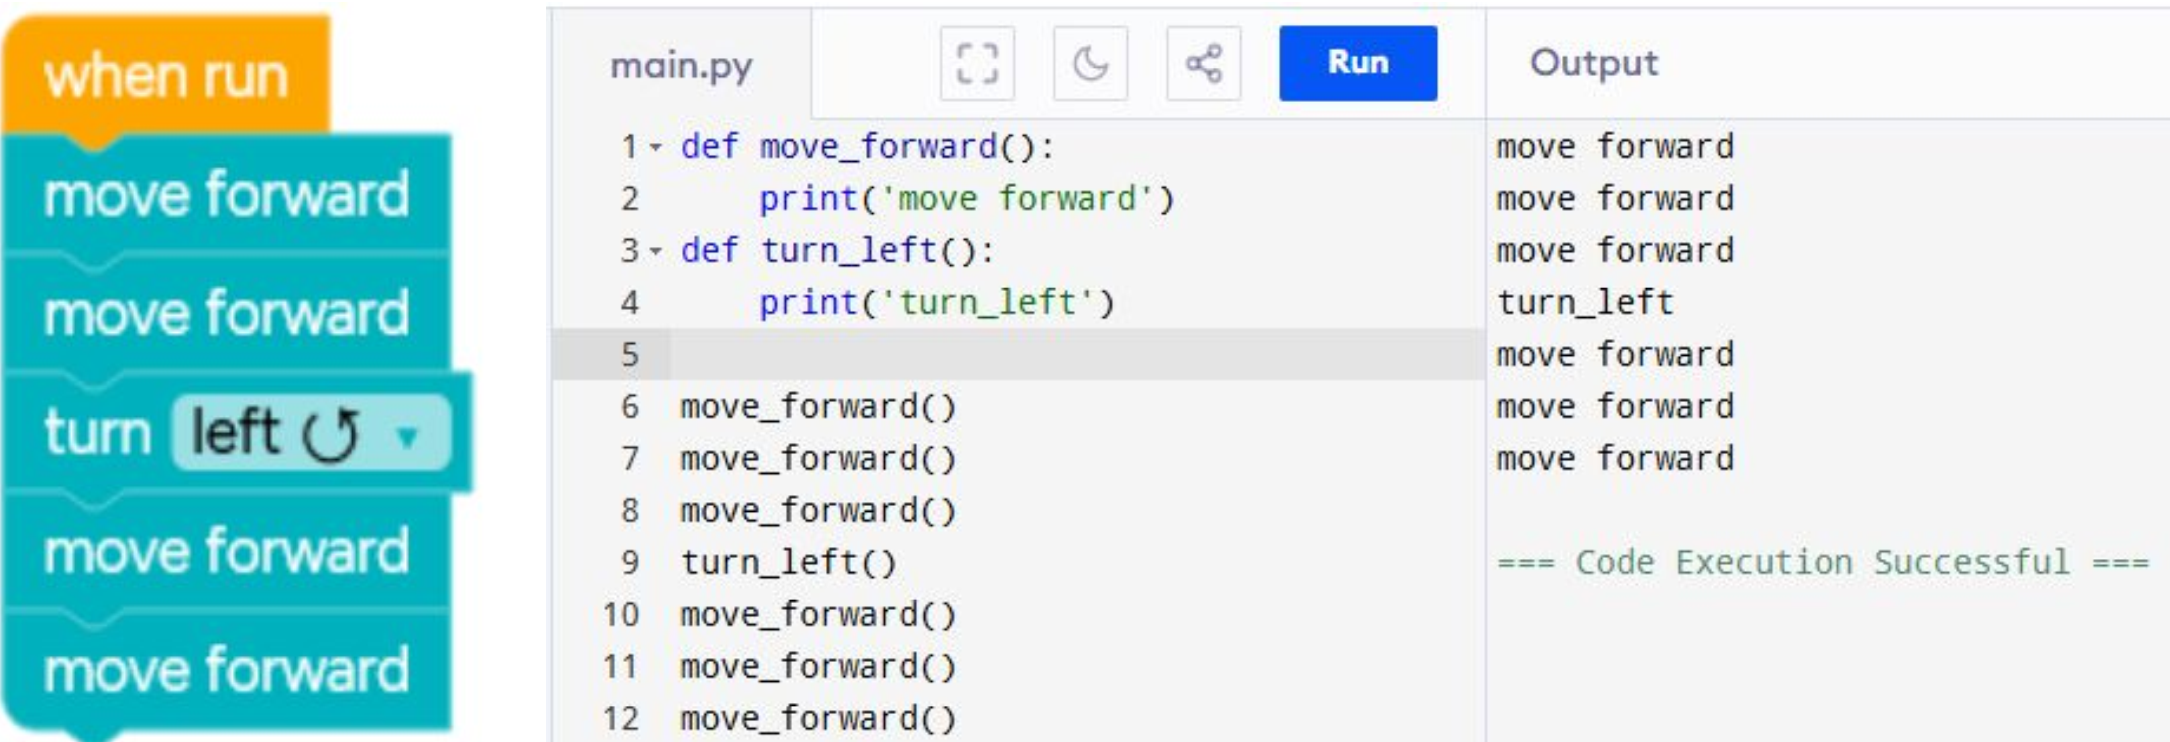 when run
move forward
move forward
turn left
move forward
move forward
main.py
Run
Output
1 def move_forward():
2 print('move forward')
3 def turn_left():
4 print('turn_left')
5
6 move_forward()
7 move_forward()
8 move_forward()
9 turn_left()
10 move_forward()
11 move_forward()
12 move_forward()
move forward
move forward
move forward
turn_left
move forward
move forward
move forward
=== Code Execution Successful ===